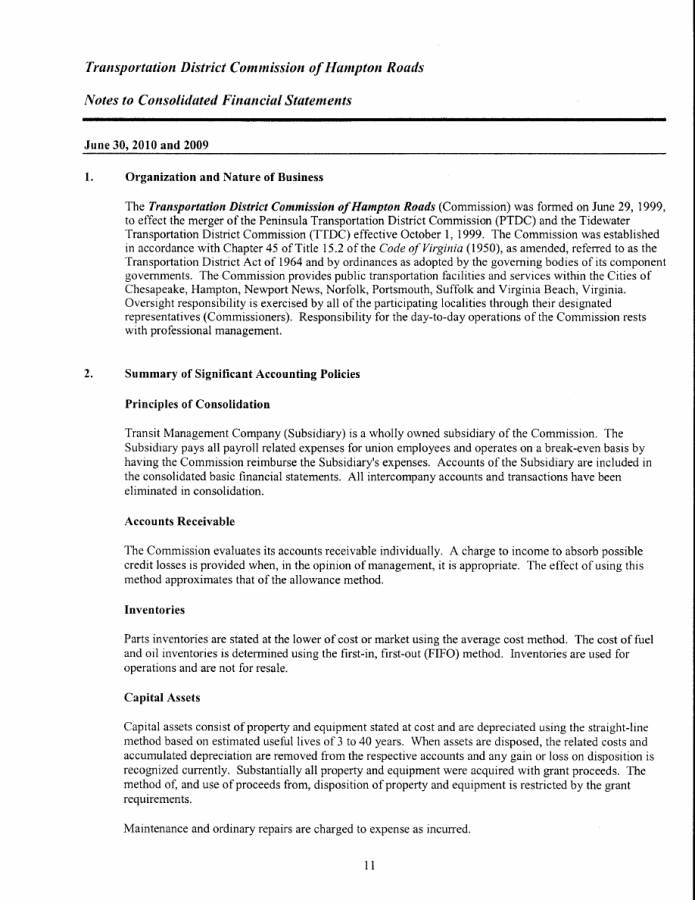 Transportation District Commission of Hampton Roads
Notes to Consolidated Financial Statements
June 30, 2010 and 2009
1. Organization and Nature of Business
The Transportation District Commission of Hampton Roads (Commission) was formed on June 29, 1999,
to effect the merger of the Peninsula Transportation District Commission (PTDC) and the Tidewater
Transportation District Commission (TTDC) effective October 1, 1999. The Commission was established
in accordance with Chapter 45 of Title 15.2 of the Code of Virginia (1950), as amended, referred to as the
Transportation District Act of 1964 and by ordinances as adopted by the governing bodies of its component
governments. The Commission provides public transportation facilities and services within the Cities of
Chesapeake, Hampton, Newport News, Norfolk, Portsmouth, Suffolk and Virginia Beach, Virginia.
Oversight responsibility is exercised by all of the participating localities through their designated
representatives (Commissioners). Responsibility for the day-to-day operations of the Commission rests
with professional management.
2. Summary of Significant Accounting Policies
Principles of Consolidation
Transit Management Company (Subsidiary) is a wholly owned subsidiary of the Commission. The
Subsidiary pays all payroll related expenses for union employees and operates on a break-even basis by
having the Commission reimburse the Subsidiary's expenses. Accounts of the Subsidiary are included in
the consolidated basic financial statements. All intercompany accounts and transactions have been
eliminated in consolidation.
Accounts Receivable
The Commission evaluates its accounts receivable individually. A charge to income to absorb possible
credit losses is provided when, in the opinion of management, it is appropriate. The effect of using this
method approximates that of the allowance method.
Inventories
Parts inventories are stated at the lower of cost or market using the average cost method. The cost of fuel
and oil inventories is determined using the first-in, first-out (FIFO) method. Inventories are used for
operations and are not for resale.
Capital Assets
Capital assets consist of property and equipment stated at cost and are depreciated using the straight-line
method based on estimated useful lives of 3 to 40 years. When assets are disposed, the related costs and
accumulated depreciation are removed from the respective accounts and any gain or loss on disposition is
recognized currently. Substantially all property and equipment were acquired with grant proceeds. The
method of, and use of proceeds from, disposition of property and equipment is restricted by the grant
requirements.
Maintenance and ordinary repairs are charged to expense as incurred.
11